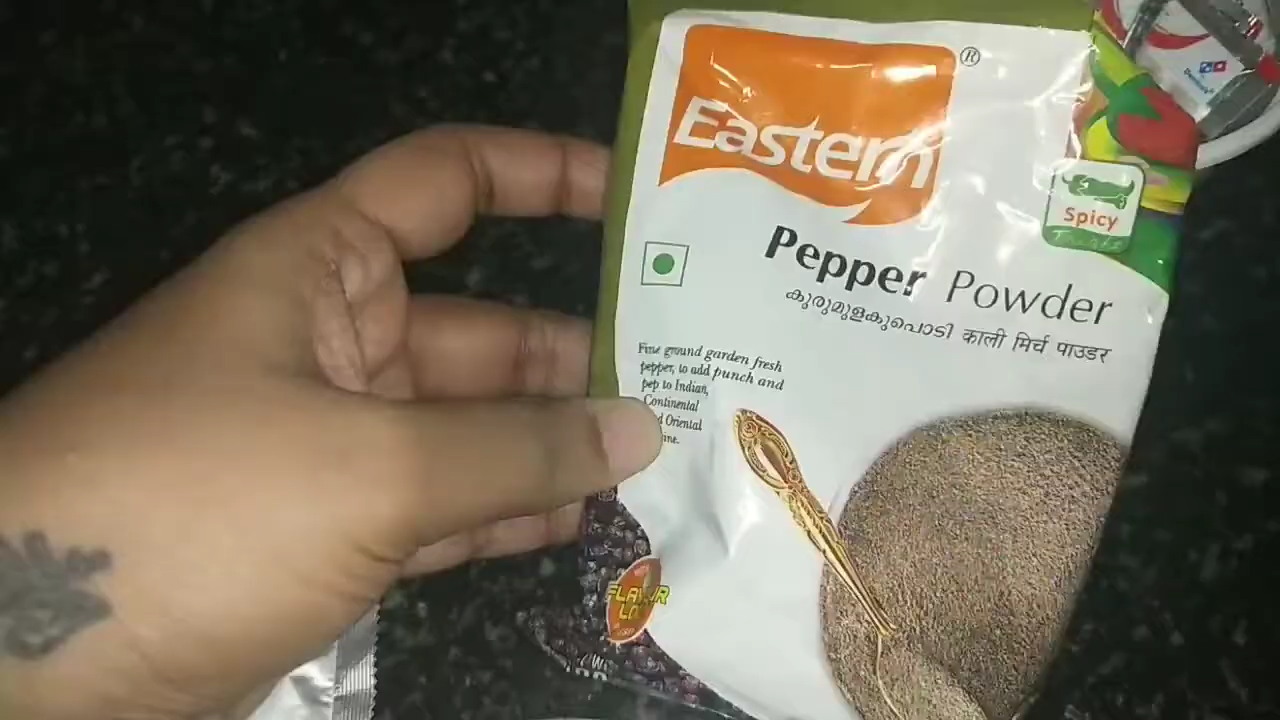 Eastern ®
Spicy
Pepper Powder
കുരുമുളകുപൊടി काली मिर्च पाउडर
Fine ground garden fresh
pepper, to add punch and
pep to Indian,
Continental
Oriental
FLAVOUR